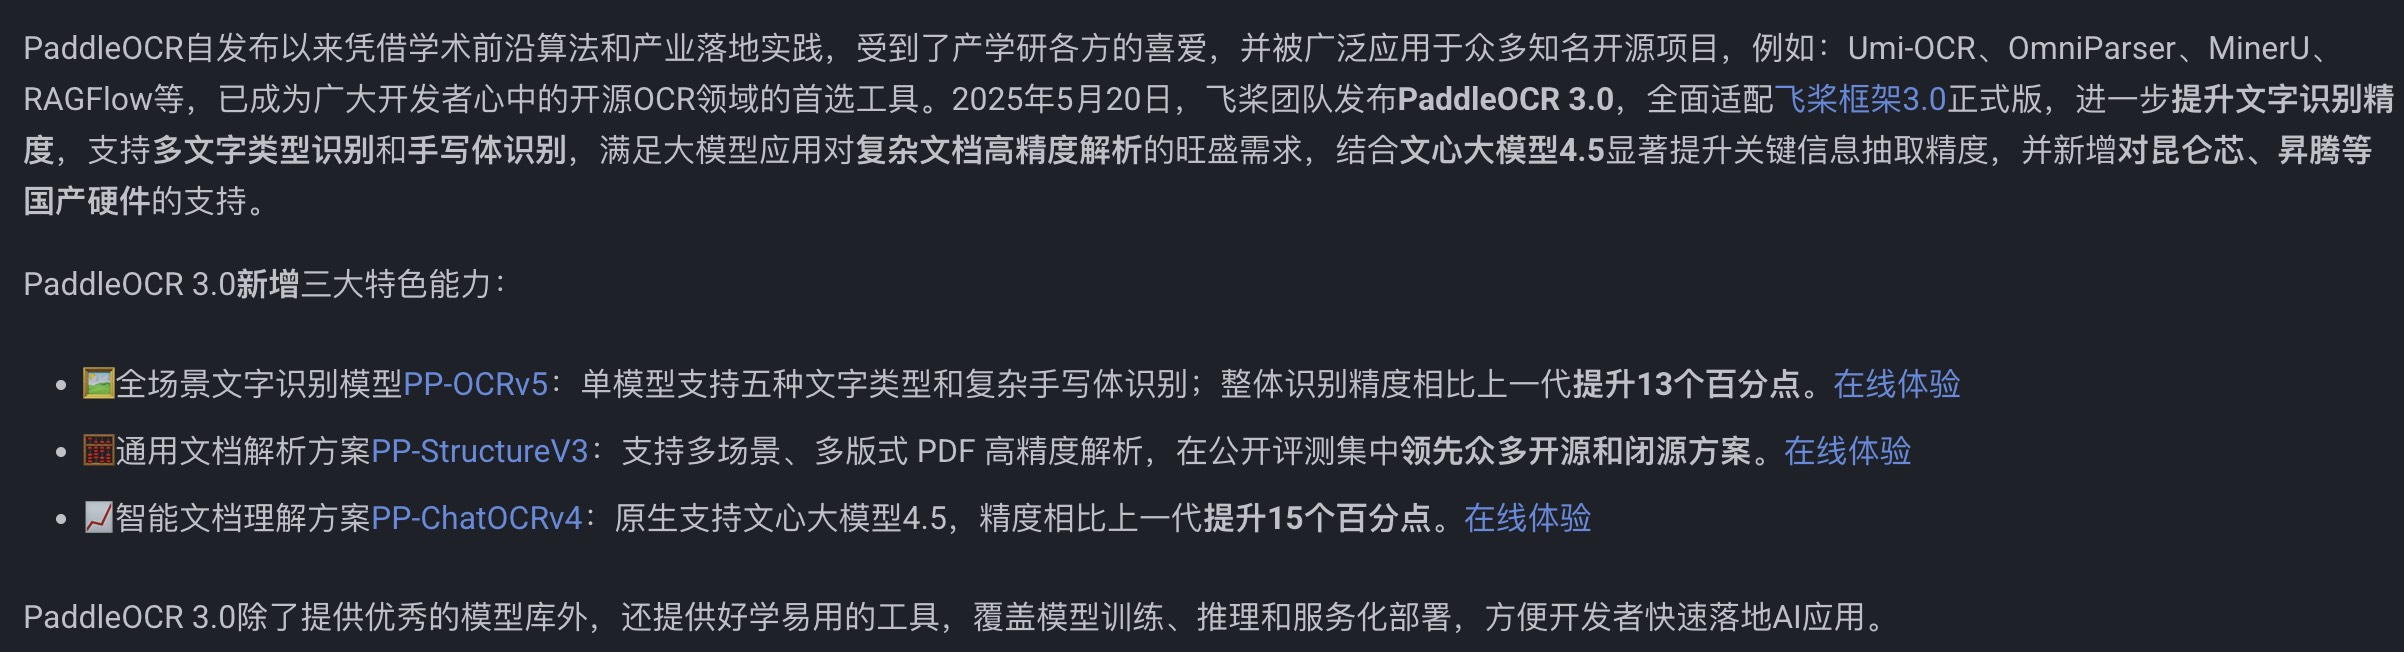 PaddleOCR自发布以来凭借学术前沿算法和产业落地实践，受到了产学研各方的喜爱，并被广泛应用于众多知名开源项目，例如：Umi-OCR、OmniParser、MinerU、
RAGFlow等，已成为广大开发者心中的开源OCR领域的首选工具。2025年5月20日，飞桨团队发布PaddleOCR 3.0，全面适配飞桨框架3.0正式版，进一步提升文字识别精
度，支持多文字类型识别和手写体识别，满足大模型应用对复杂文档高精度解析的旺盛需求，结合文心大模型4.5显著提升关键信息抽取精度，并新增对昆仑芯、昇腾等
国产硬件的支持。
PaddleOCR 3.0新增三大特色能力：
全场景文字识别模型PP-OCRv5：单模型支持五种文字类型和复杂手写体识别；整体识别精度相比上一代提升13个百分点。在线体验
通用文档解析方案PP-StructureV3：支持多场景、多版式 PDF 高精度解析，在公开评测集中领先众多开源和闭源方案。在线体验
智能文档理解方案PP-ChatOCRv4：原生支持文心大模型4.5，精度相比上一代提升15个百分点。在线体验
PaddleOCR 3.0除了提供优秀的模型库外，还提供好学易用的工具，覆盖模型训练、推理和服务化部署，方便开发者快速落地AI应用。